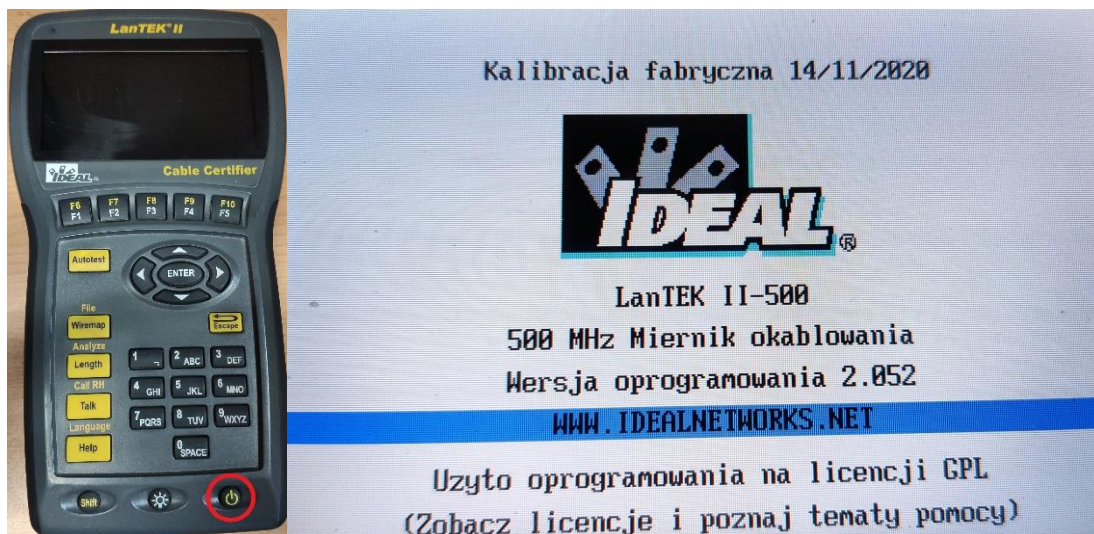 LanTEK® II
IDEAL®
Cable Certifier
F6 F7 F8 F9 F10
F1 F2 F3 F4 F5
Autotest
ENTER
File
Wiremap
Escape
Analyze
Length
1 2 ABC 3 DEF
Call RH
Talk
4 GHI 5 JKL 6 MNO
Language
Help
7 PQRS 8 TUV 9 WXYZ
0 SPACE
Shift
Kalibracja fabryczna 14/11/2020
IDEAL®
LanTEK II-500
500 MHz Miernik okablowania
Wersja oprogramowania 2.052
WWW.IDEALNETWORKS.NET
Uzyto oprogramowania na licencji GPL
(Zobacz licencje i poznaj tematy pomocy)